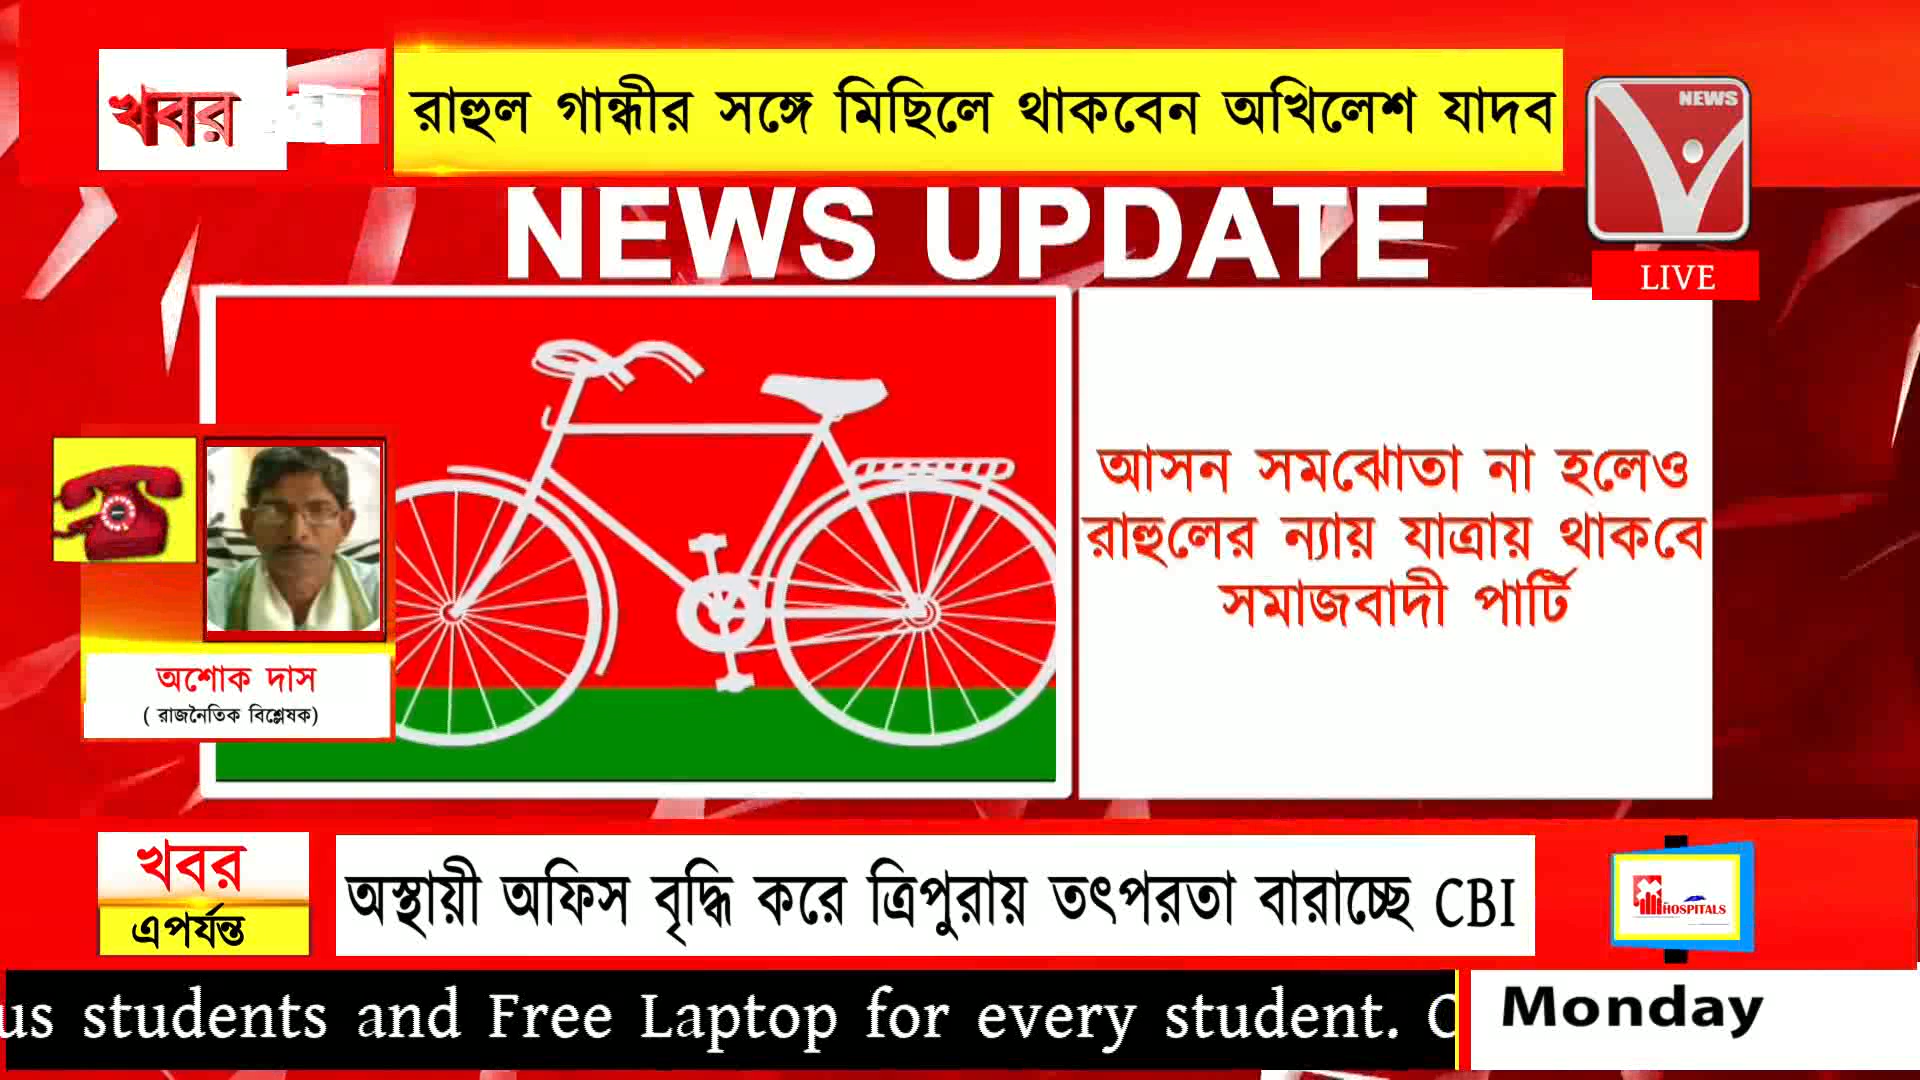 খবর
রাহুল গান্ধীর সঙ্গে মিছিলে থাকবেন অখিলেশ যাদব
NEWS
LIVE
NEWS UPDATE
আসন সমঝোতা না হলেও
রাহুলের ন্যায় যাত্রায় থাকবে
সমাজবাদী পার্টি
অশোক দাস
( রাজনৈতিক বিশ্লেষক)
খবর
এপর্যন্ত
অস্থায়ী অফিস বৃদ্ধি করে ত্রিপুরায় তৎপরতা বারাচ্ছে CBI
HOSPITALS
us students and Free Laptop for every student. C
Monday